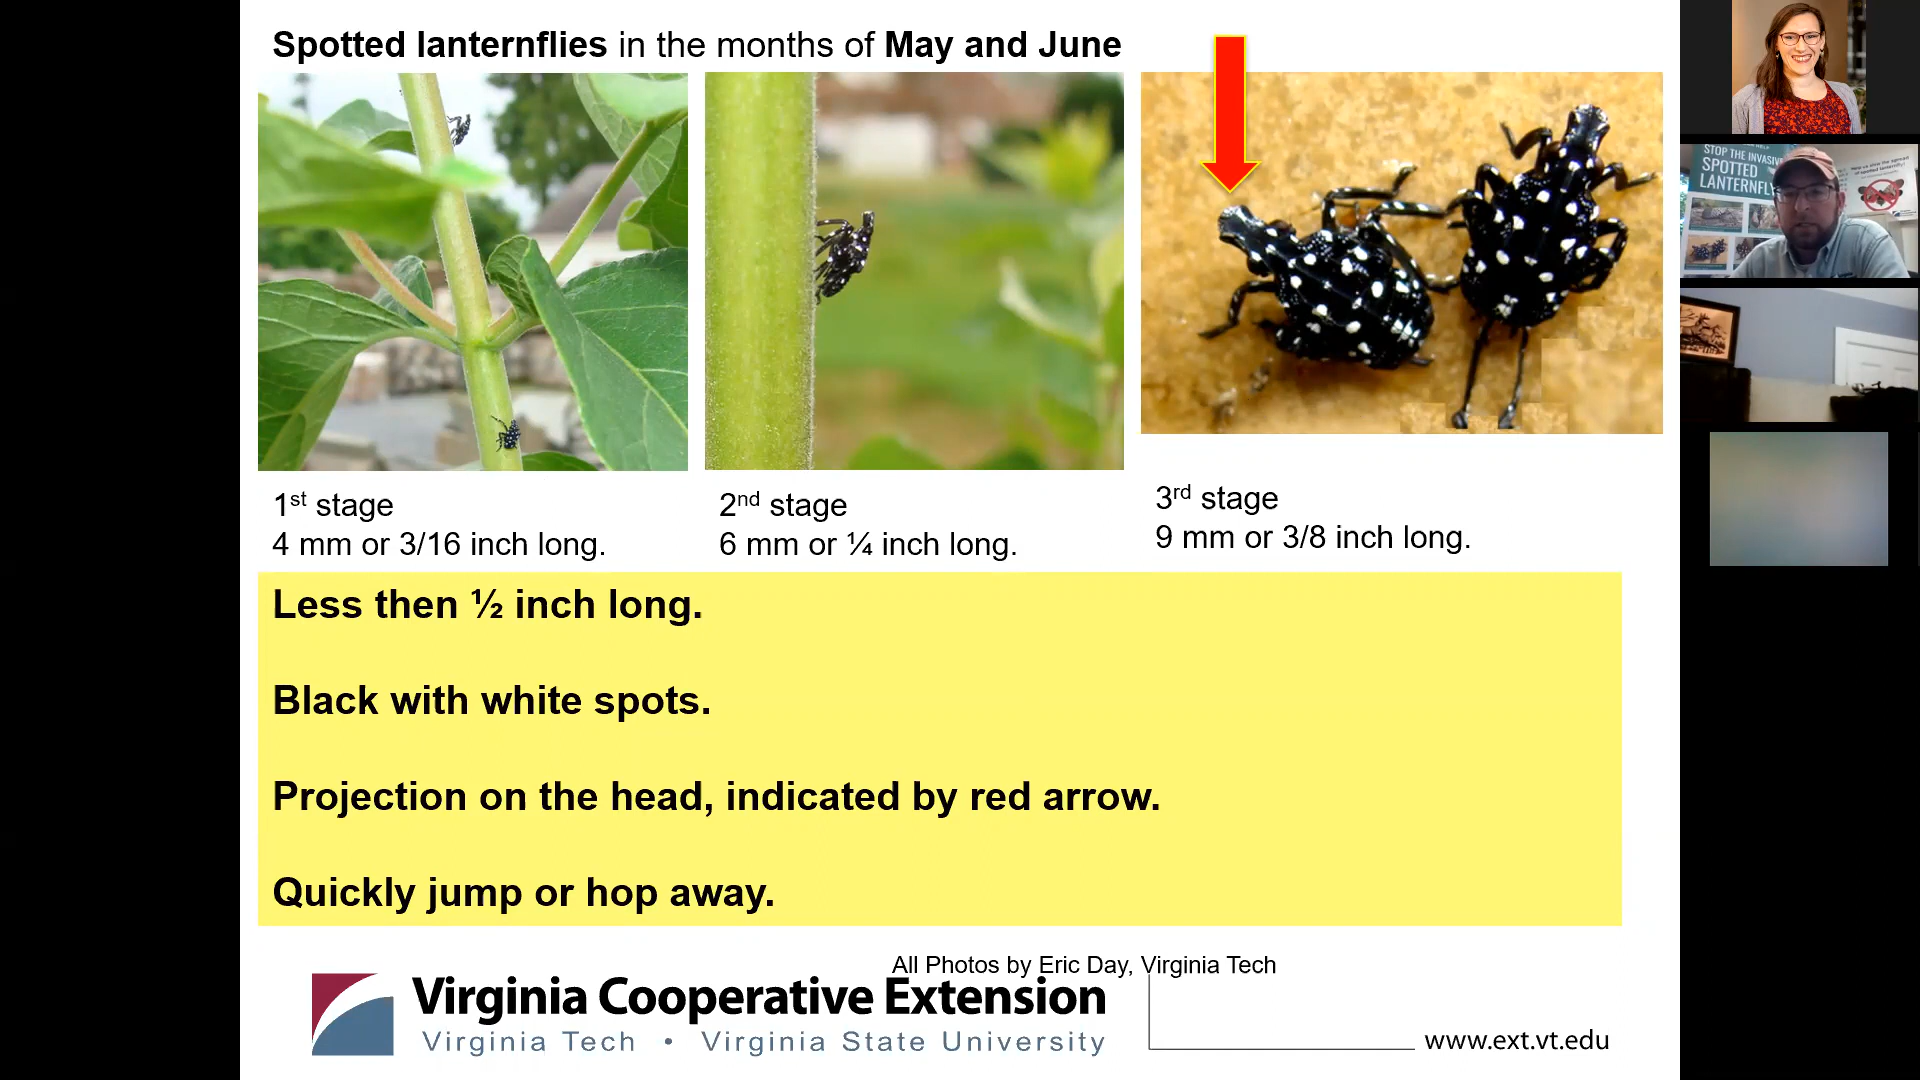 Spotted lanternflies in the months of May and June
1st stage
4 mm or 3/16 inch long.
2nd stage
6 mm or ¼ inch long.
3rd stage
9 mm or 3/8 inch long.
Less then ½ inch long.
Black with white spots.
Projection on the head, indicated by red arrow.
Quickly jump or hop away.
All Photos by Eric Day, Virginia Tech
Virginia Cooperative Extension
Virginia Tech • Virginia State University
www.ext.vt.edu
STOP THE INVASIVE
SPOTTED
LANTERNFLY